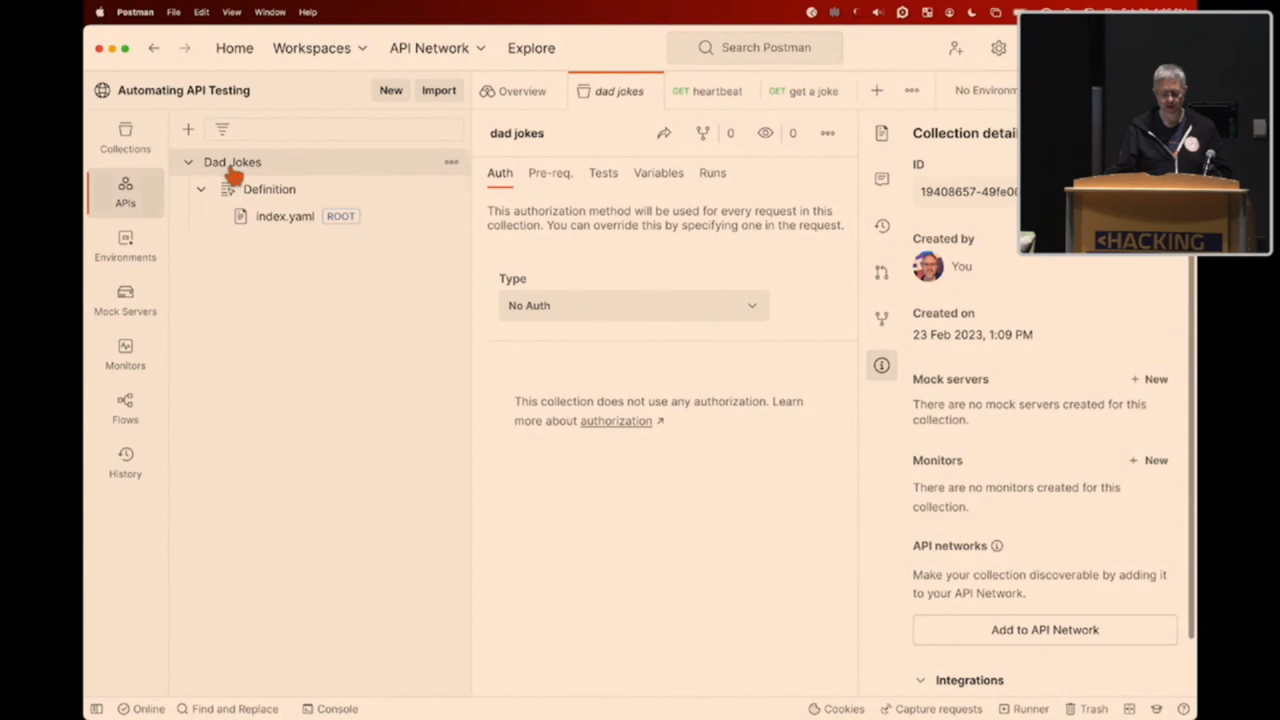 Postman File Edit View Window Help
Home Workspaces API Network Explore
Search Postman
Automating API Testing
New Import
Overview
dad jokes
GET heartbeat
GET get a joke
No Environm
Collections
APIs
Environments
Mock Servers
Monitors
Flows
History
Dad Jokes
Definition
index.yaml ROOT
dad jokes
0
0
Auth Pre-req. Tests Variables Runs
This authorization method will be used for every request in this
collection. You can override this by specifying one in the request.
Type
No Auth
This collection does not use any authorization. Learn
more about authorization
Collection detai
ID
19408657-49fe0
Created by
You
Created on
23 Feb 2023, 1:09 PM
Mock servers
+ New
There are no mock servers created for this
collection.
Monitors
+ New
There are no monitors created for this
collection.
API networks
Make your collection discoverable by adding it
to your API Network.
Add to API Network
Integrations
<HACKING
Online
Find and Replace
Console
Cookies
Capture requests
Runner
Trash